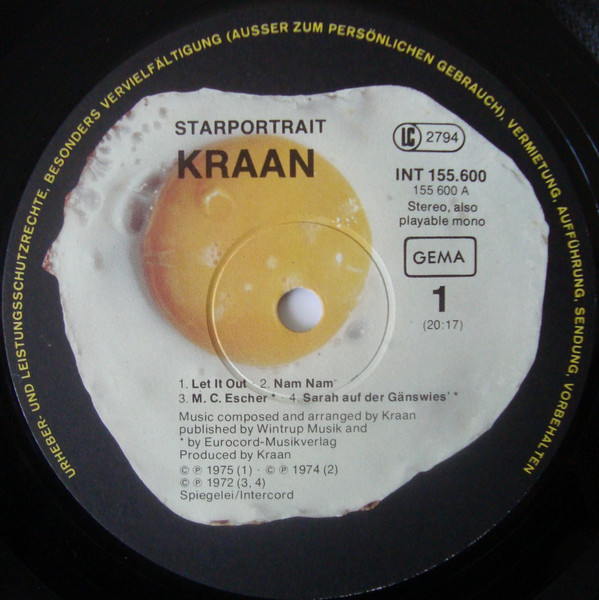 URHEBER- UND LEISTUNGSSCHUTZRECHTE, BESONDERS VERVIELFÄLTIGUNG (AUSSER ZUM PERSÖNLICHEN GEBRAUCH), VERMIETUNG, AUFFÜHRUNG, SENDUNG, VORBEHALTEN
STARPORTRAIT
KRAAN
LC 2794
INT 155.600
155 600 A
Stereo, also
playable mono
GEMA
1
(20:17)
1. Let It Out · 2. Nam Nam
3. M. C. Escher * · 4. Sarah auf der Gänswies' *
Music composed and arranged by Kraan
published by Wintrup Musik and
* by Eurocord-Musikverlag
Produced by Kraan
© ℗ 1975 (1) · © ℗ 1974 (2)
© ℗ 1972 (3, 4)
Spiegelei/Intercord